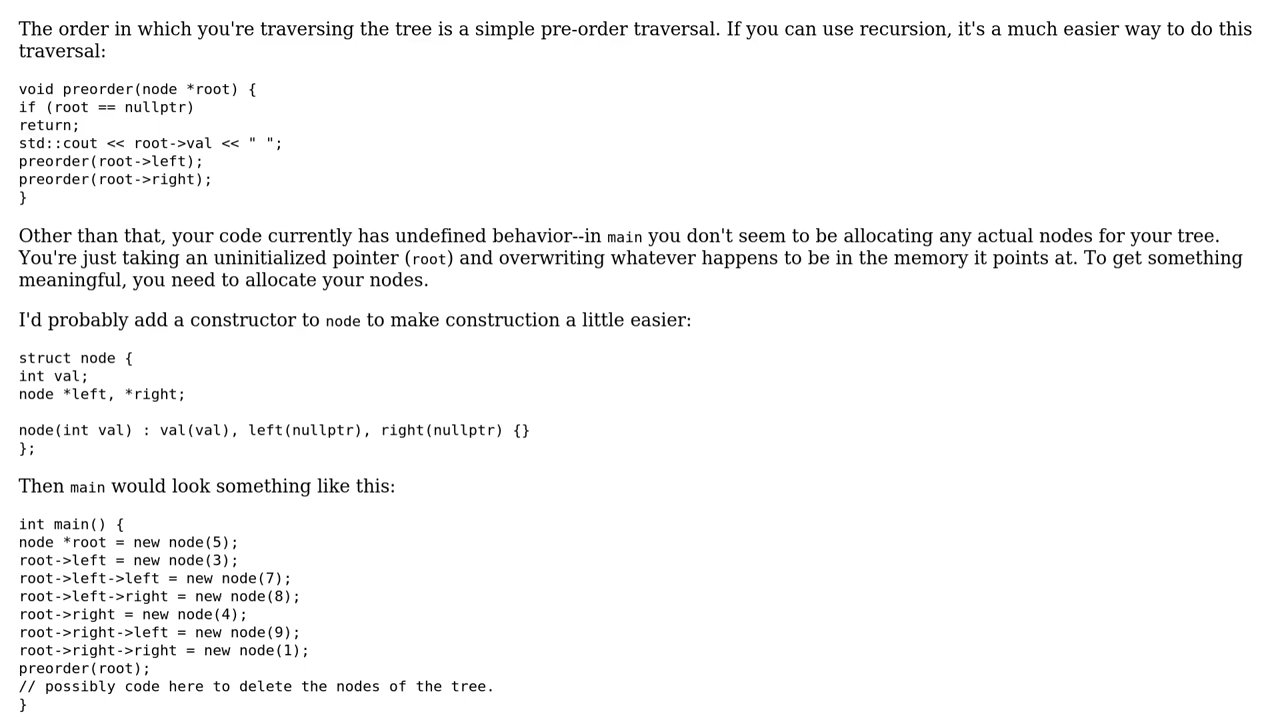 The order in which you're traversing the tree is a simple pre-order traversal. If you can use recursion, it's a much easier way to do this
traversal:
void preorder(node *root) {
if (root == nullptr)
return;
std::cout << root->val << " ";
preorder(root->left);
preorder(root->right);
}
Other than that, your code currently has undefined behavior--in main you don't seem to be allocating any actual nodes for your tree.
You're just taking an uninitialized pointer (root) and overwriting whatever happens to be in the memory it points at. To get something
meaningful, you need to allocate your nodes.
I'd probably add a constructor to node to make construction a little easier:
struct node {
int val;
node *left, *right;
node(int val) : val(val), left(nullptr), right(nullptr) {}
};
Then main would look something like this:
int main() {
node *root = new node(5);
root->left = new node(3);
root->left->left = new node(7);
root->left->right = new node(8);
root->right = new node(4);
root->right->left = new node(9);
root->right->right = new node(1);
preorder(root);
// possibly code here to delete the nodes of the tree.
}